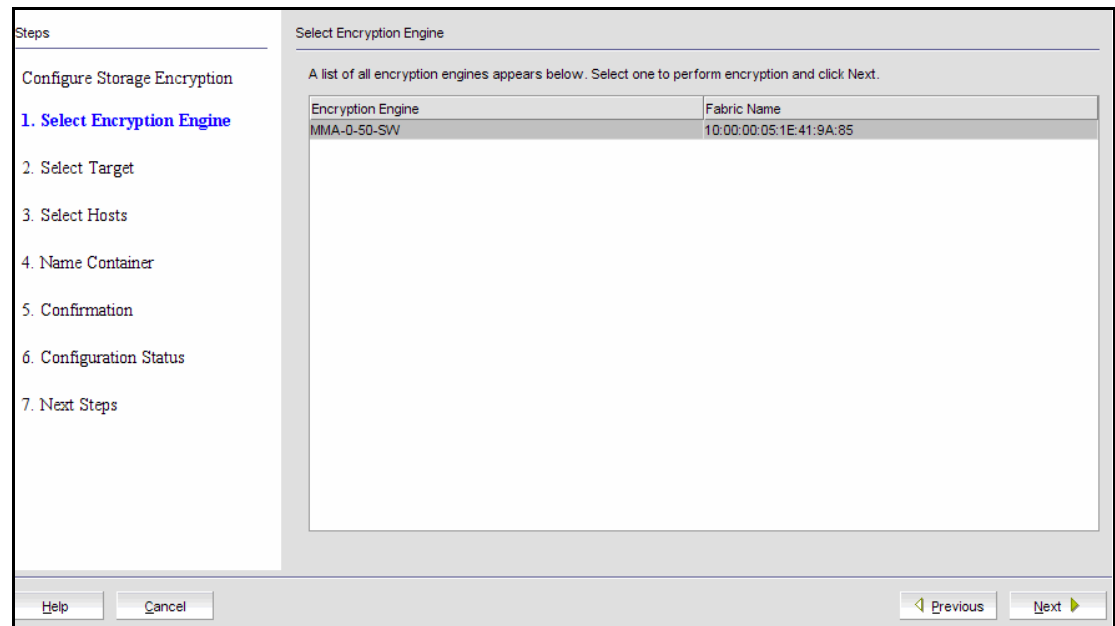 Steps
Configure Storage Encryption
1. Select Encryption Engine
2. Select Target
3. Select Hosts
4. Name Container
5. Confirmation
6. Configuration Status
7. Next Steps
Select Encryption Engine
A list of all encryption engines appears below. Select one to perform encryption and click Next.
Encryption Engine Fabric Name
MMA-0-50-SW 10:00:00:05:1E:41:9A:85
Help Cancel Previous Next